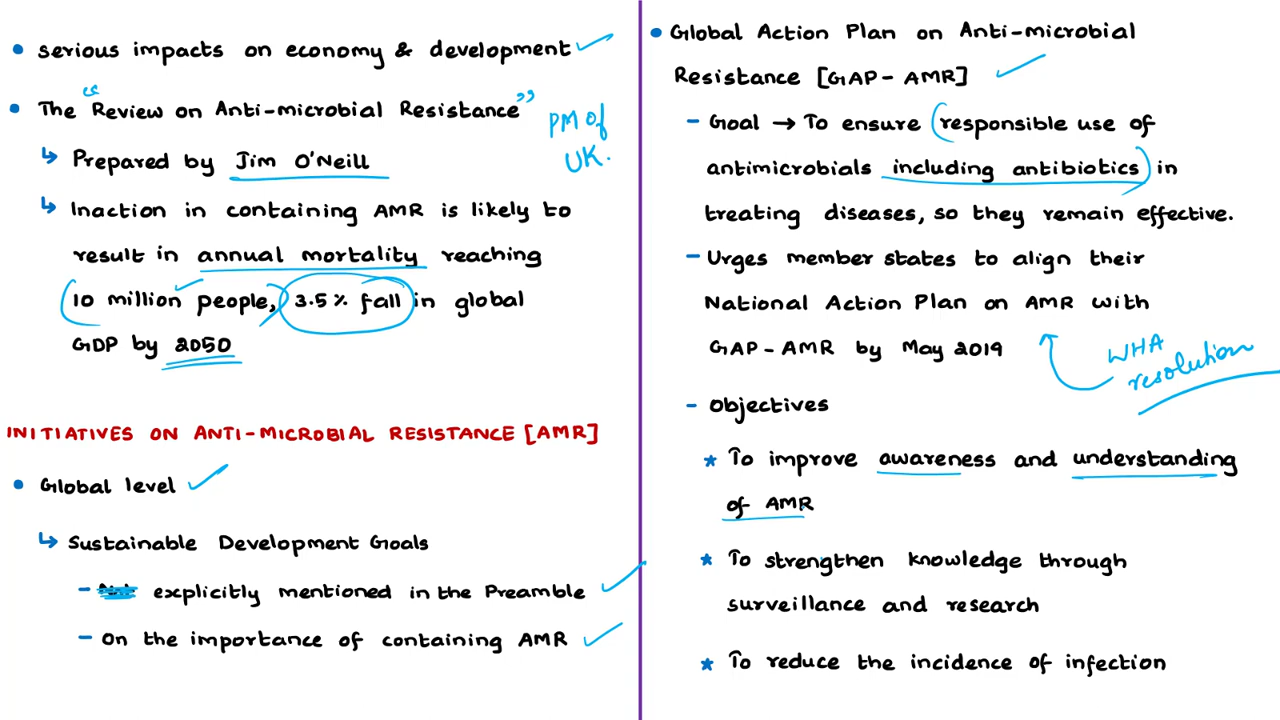 • serious impacts on economy & development
• The "Review on Anti-microbial Resistance"
PM of
UK.
↳ Prepared by Jim O'Neill
↳ Inaction in containing AMR is likely to
result in annual mortality reaching
10 million people, 3.5% fall in global
GDP by 2050
INITIATIVES ON ANTI-MICROBIAL RESISTANCE [AMR]
• Global level
↳ Sustainable Development Goals
- explicitly mentioned in the Preamble
- On the importance of containing AMR
• Global Action Plan on Anti-microbial
Resistance [GAP-AMR]
- Goal → To ensure (responsible use of
antimicrobials including antibiotics) in
treating diseases, so they remain effective.
- Urges member states to align their
National Action Plan on AMR with
GAP-AMR by May 2019
WHA
resolution
- Objectives
* To improve awareness and understanding
of AMR
* To strengthen knowledge through
surveillance and research
* To reduce the incidence of infection